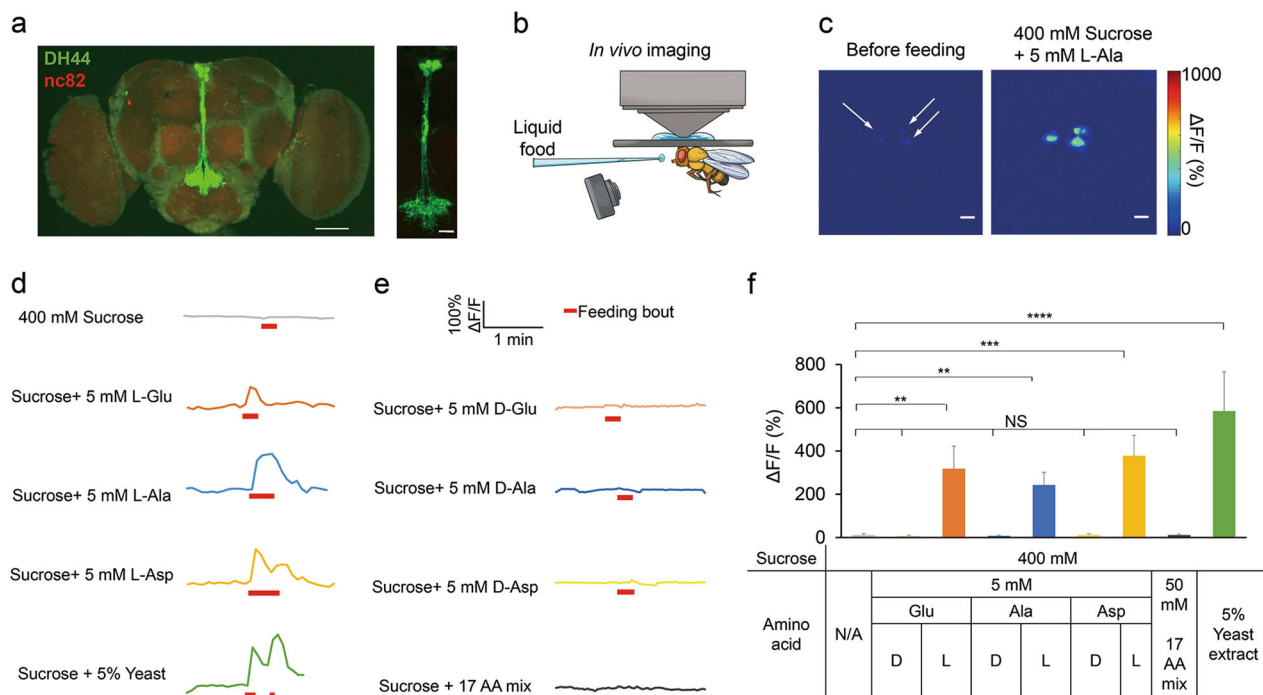 a
DH44
nc82
b
In vivo imaging
Liquid
food
c
Before feeding
400 mM Sucrose
+ 5 mM L-Ala
1000
ΔF/F (%)
0
d
400 mM Sucrose
Sucrose+ 5 mM L-Glu
Sucrose+ 5 mM L-Ala
Sucrose+ 5 mM L-Asp
Sucrose + 5% Yeast
e
100%
ΔF/F
1 min
Feeding bout
Sucrose+ 5 mM D-Glu
Sucrose+ 5 mM D-Ala
Sucrose+ 5 mM D-Asp
Sucrose + 17 AA mix
f
****
***
**
**
NS
ΔF/F (%)
800
600
400
200
0
Sucrose
400 mM
Amino
acid
N/A
5 mM
Glu
Ala
Asp
D
L
D
L
D
L
50
mM
17
AA
mix
5%
Yeast
extract